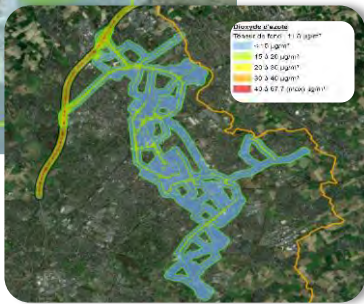 Dioxyde d'azote
Teneur de fond : 11.0 µg/m³
< 15 µg/m³
15 à 20 µg/m³
20 à 30 µg/m³
30 à 40 µg/m³
40 à 67.7 (max) µg/m³